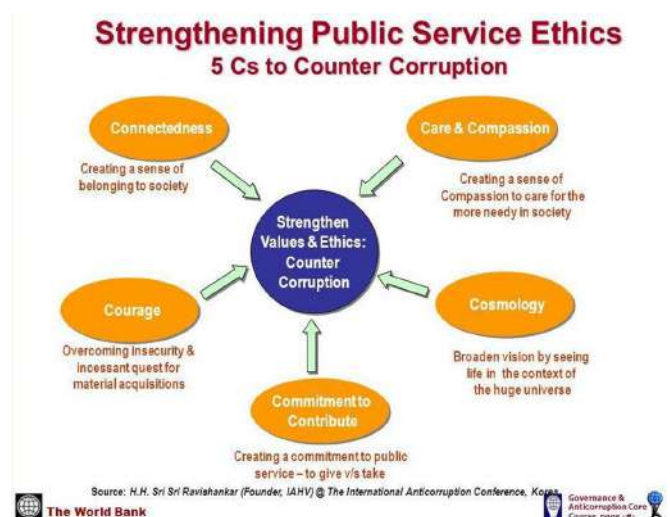 Strengthening Public Service Ethics
5 Cs to Counter Corruption
Connectedness
Creating a sense of
belonging to society
Care & Compassion
Creating a sense of
Compassion to care for the
more needy in society
Strengthen
Values & Ethics:
Counter
Corruption
Courage
Overcoming insecurity &
incessant quest for
material acquisitions
Cosmology
Broaden vision by seeing
life in the context of
the huge universe
Commitment to
Contribute
Creating a commitment to public
service – to give v/s take
Source: H.H. Sri Sri Ravishankar (Founder, IAHV) @ The International Anticorruption Conference, Korea
The World Bank
Governance &
Anticorruption Core